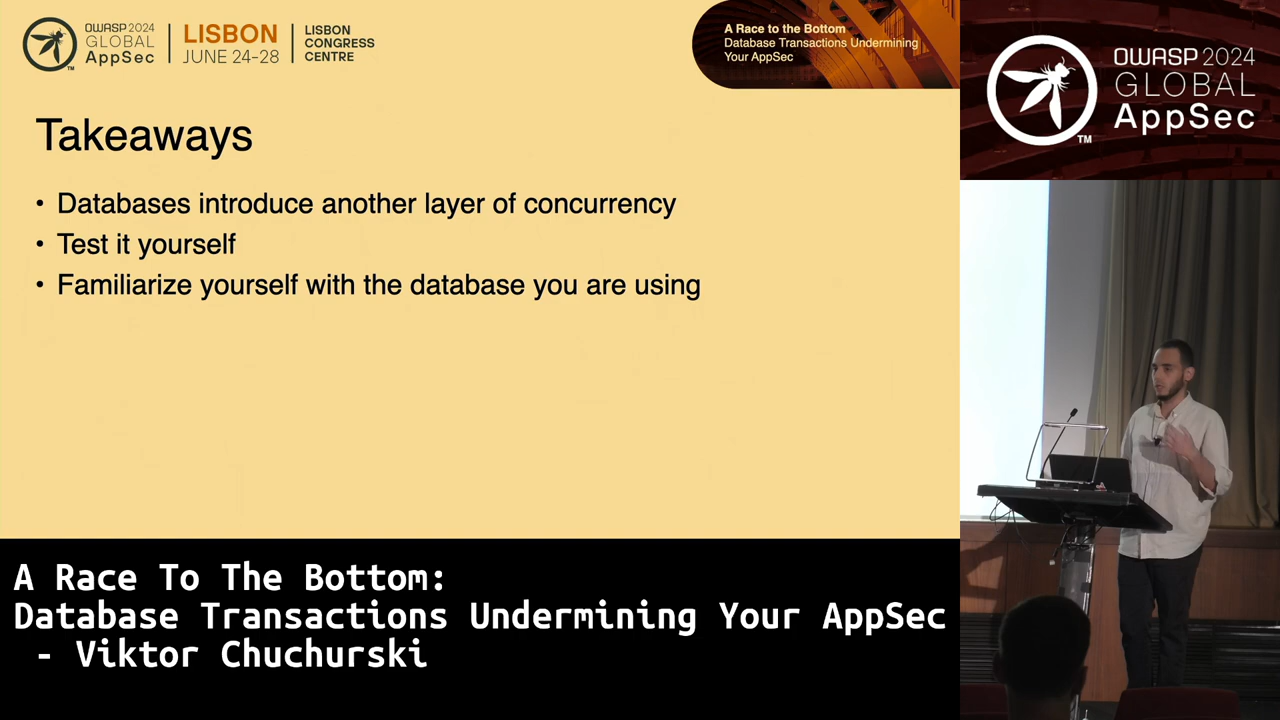 OWASP 2024
GLOBAL
AppSec
TM
LISBON
JUNE 24-28
LISBON
CONGRESS
CENTRE
A Race to the Bottom
Database Transactions Undermining
Your AppSec
OWASP 2024
GLOBAL
AppSec
TM
Takeaways
• Databases introduce another layer of concurrency
• Test it yourself
• Familiarize yourself with the database you are using
A Race To The Bottom:
Database Transactions Undermining Your AppSec
- Viktor Chuchurski